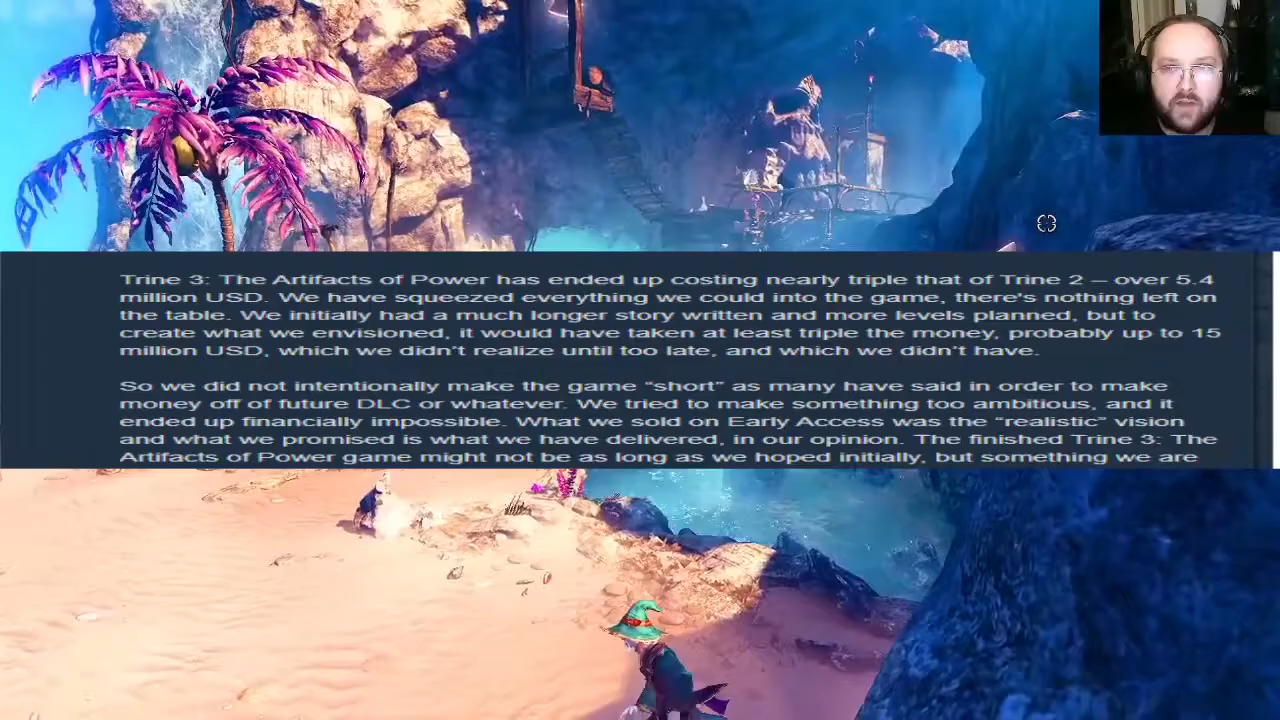 Trine 3: The Artifacts of Power has ended up costing nearly triple that of Trine 2 – over 5.4
million USD. We have squeezed everything we could into the game, there's nothing left on
the table. We initially had a much longer story written and more levels planned, but to
create what we envisioned, it would have taken at least triple the money, probably up to 15
million USD, which we didn't realize until too late, and which we didn't have.
So we did not intentionally make the game “short” as many have said in order to make
money off of future DLC or whatever. We tried to make something too ambitious, and it
ended up financially impossible. What we sold on Early Access was the “realistic” vision
and what we promised is what we have delivered, in our opinion. The finished Trine 3: The
Artifacts of Power game might not be as long as we hoped initially, but something we are